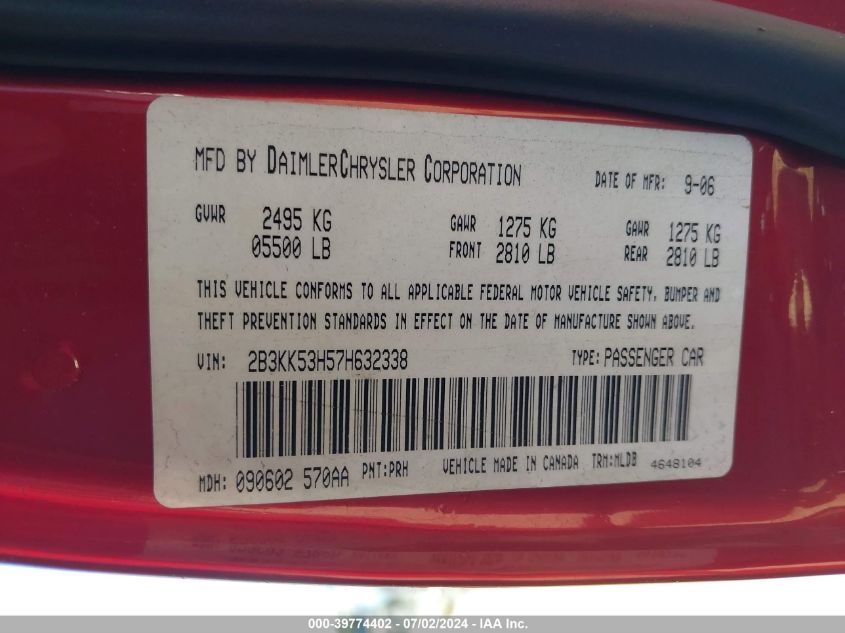 MFD BY DAIMLERCHRYSLER CORPORATION DATE OF MFR: 9-06
GVWR 2495 KG GAWR 1275 KG GAWR 1275 KG
05500 LB FRONT 2810 LB REAR 2810 LB
THIS VEHICLE CONFORMS TO ALL APPLICABLE FEDERAL MOTOR VEHICLE SAFETY, BUMPER AND
THEFT PREVENTION STANDARDS IN EFFECT ON THE DATE OF MANUFACTURE SHOWN ABOVE.
VIN: 2B3KK53H57H632338 TYPE: PASSENGER CAR
MDH: 090602 570AA PNT:PRH VEHICLE MADE IN CANADA TRM:MLDB 4648104
000-39774402 - 07/02/2024 - IAA Inc.